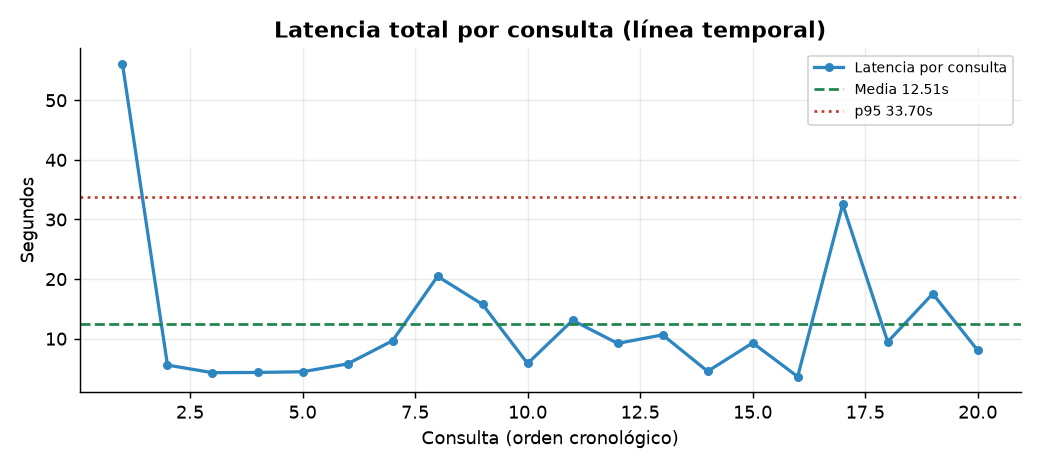 Latencia total por consulta (línea temporal)
Latencia por consulta
Media 12.51s
p95 33.70s
Segundos
50
40
30
20
10
2.5 5.0 7.5 10.0 12.5 15.0 17.5 20.0
Consulta (orden cronológico)